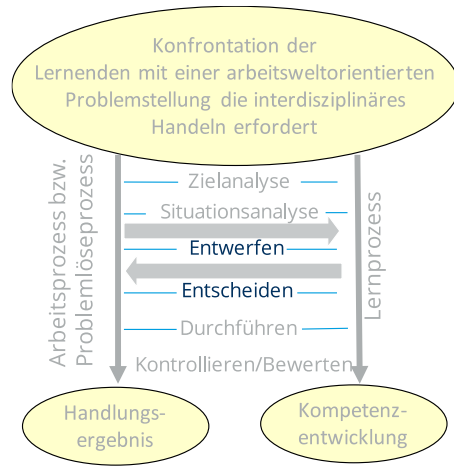 Konfrontation der
Lernenden mit einer arbeitsweltorientierten
Problemstellung die interdisziplinäres
Handeln erfordert
Arbeitsprozess bzw.
Problemlöseprozess
Zielanalyse
Situationsanalyse
Entwerfen
Entscheiden
Durchführen
Kontrollieren/Bewerten
Lernprozess
Handlungs-
ergebnis
Kompetenz-
entwicklung